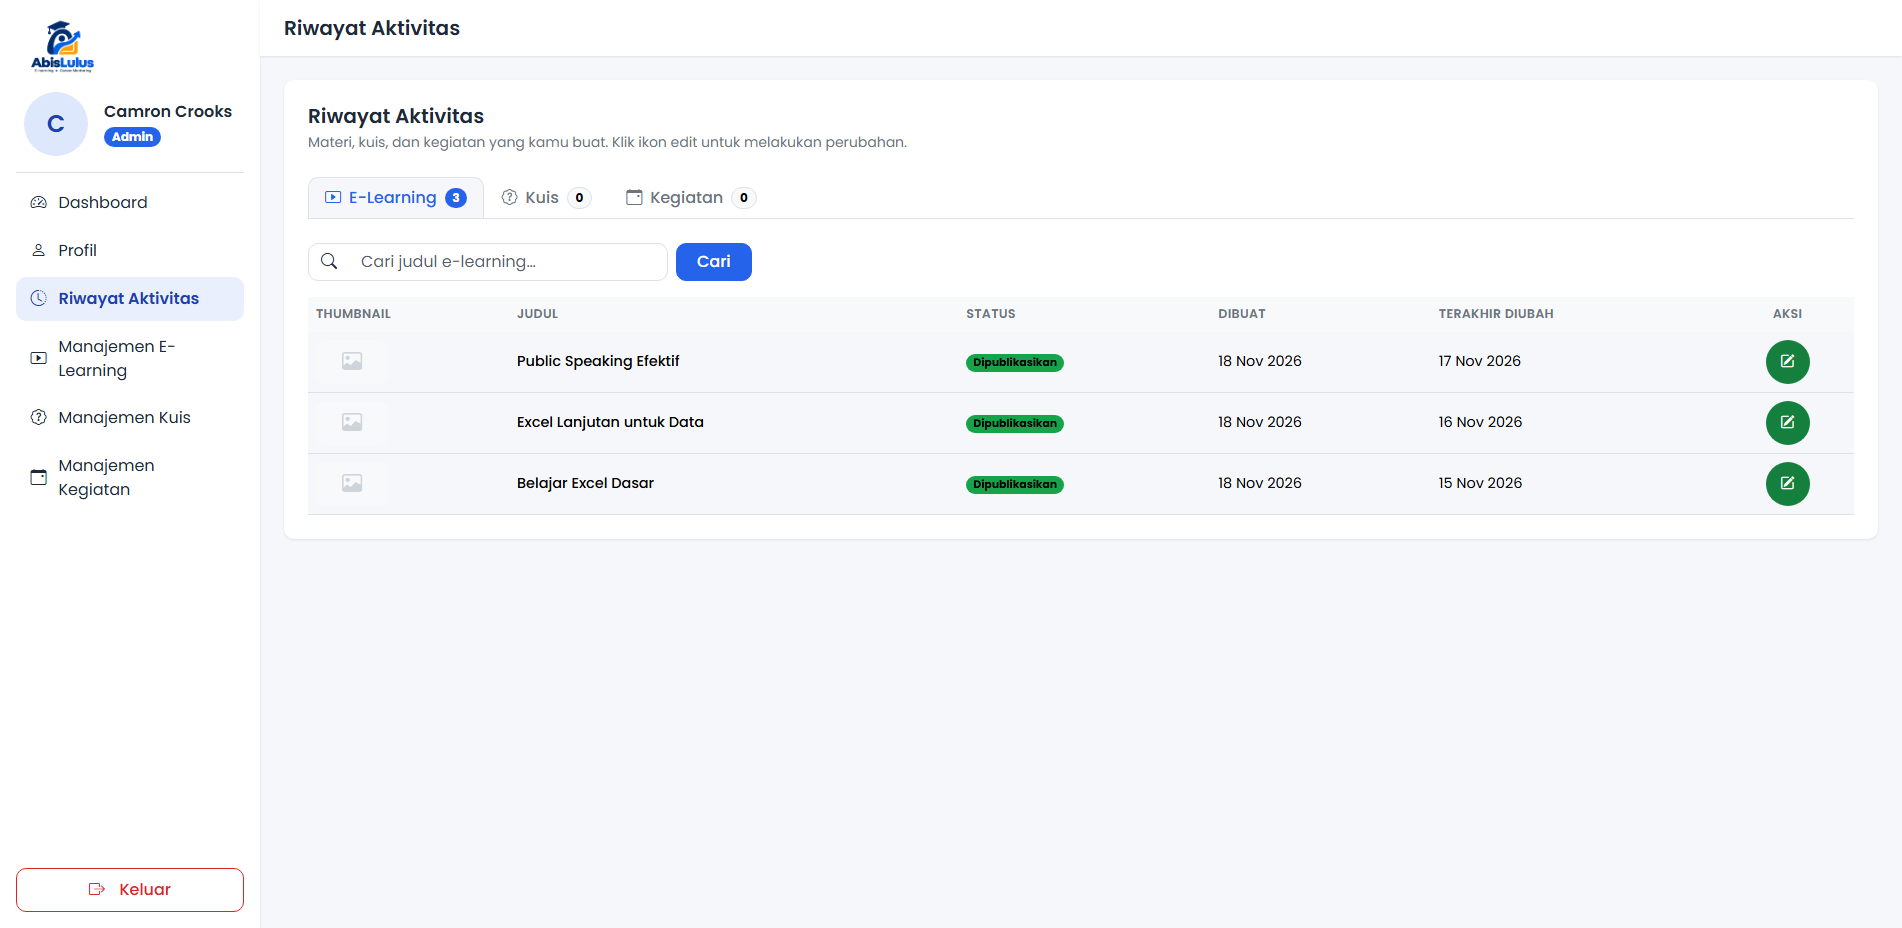 AbisLulus
Riwayat Aktivitas
C
Camron Crooks
Admin
Dashboard
Profil
Riwayat Aktivitas
Manajemen E-
Learning
Manajemen Kuis
Manajemen
Kegiatan
Keluar
Riwayat Aktivitas
Materi, kuis, dan kegiatan yang kamu buat. Klik ikon edit untuk melakukan perubahan.
E-Learning 3 Kuis 0 Kegiatan 0
Cari judul e-learning... Cari
THUMBNAIL JUDUL STATUS DIBUAT TERAKHIR DIUBAH AKSI
Public Speaking Efektif Dipublikasikan 18 Nov 2026 17 Nov 2026
Excel Lanjutan untuk Data Dipublikasikan 18 Nov 2026 16 Nov 2026
Belajar Excel Dasar Dipublikasikan 18 Nov 2026 15 Nov 2026